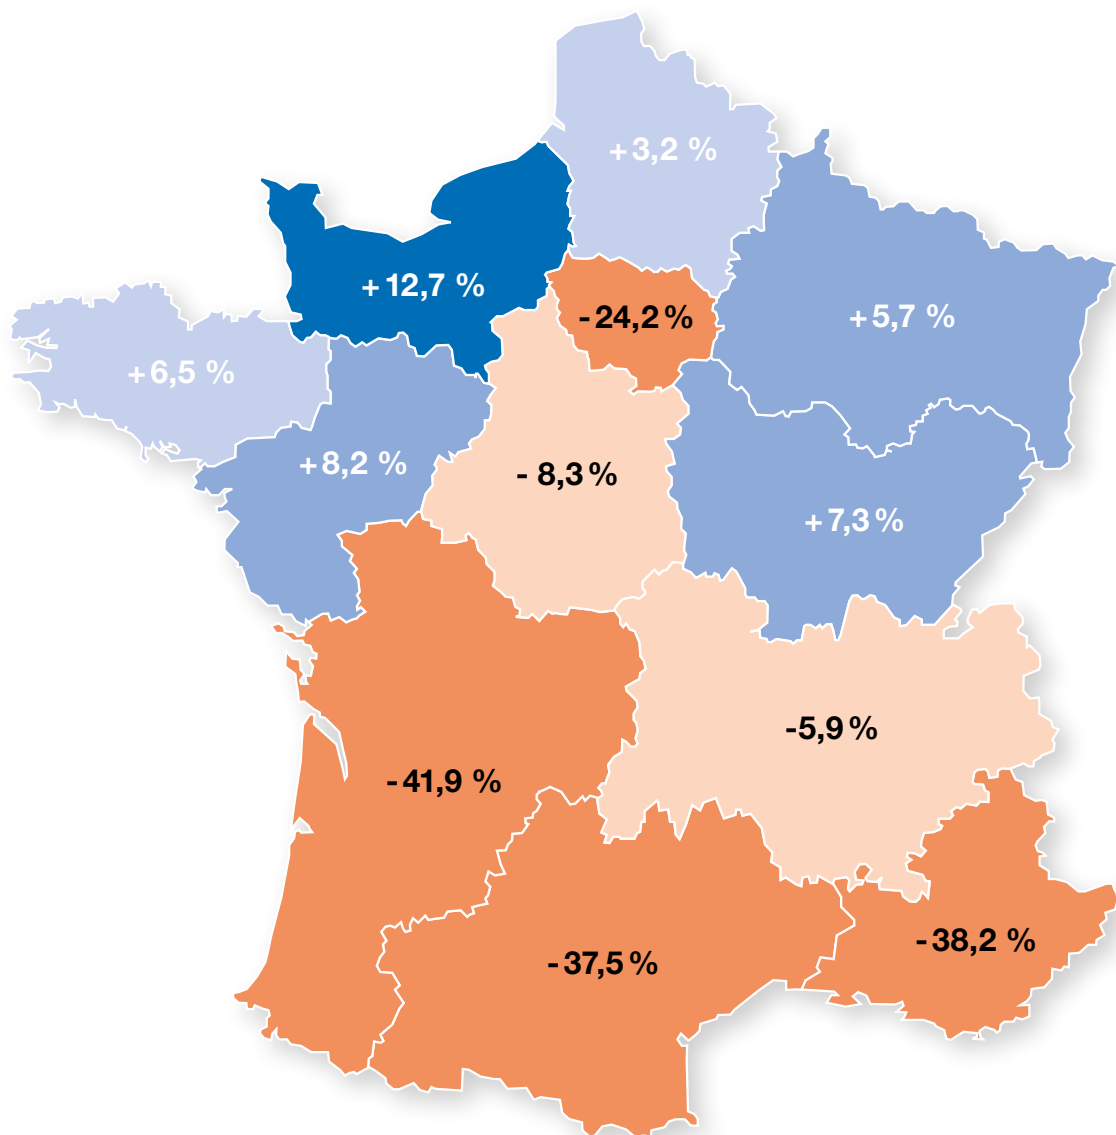 + 3,2 %
+ 12,7 %
- 24,2 %
+ 5,7 %
+ 6,5 %
+ 8,2 %
- 8,3 %
+ 7,3 %
-5,9 %
- 41,9 %
- 37,5 %
- 38,2 %